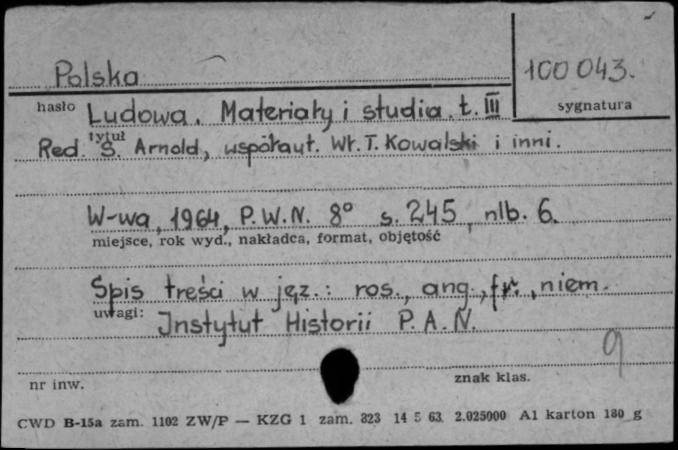 Polska
100 043.
hasło
Ludowa. Materiały i studia. t. III
sygnatura
tytuł
Red. S. Arnold, współaut. Wł. T. Kowalski i inni.
W-wa, 1964, P.W.N. 8° s. 245, nlb. 6.
miejsce, rok wyd., nakładca, format, objętość
Spis treści w jęz.: ros., ang., fr., niem.
uwagi: Instytut Historii P.A.N.
9
nr inw.
znak klas.
CWD B-15a zam. 1102 ZW/P — KZG 1 zam. 323 14 5 63. 2.025000 A1 karton 180 g